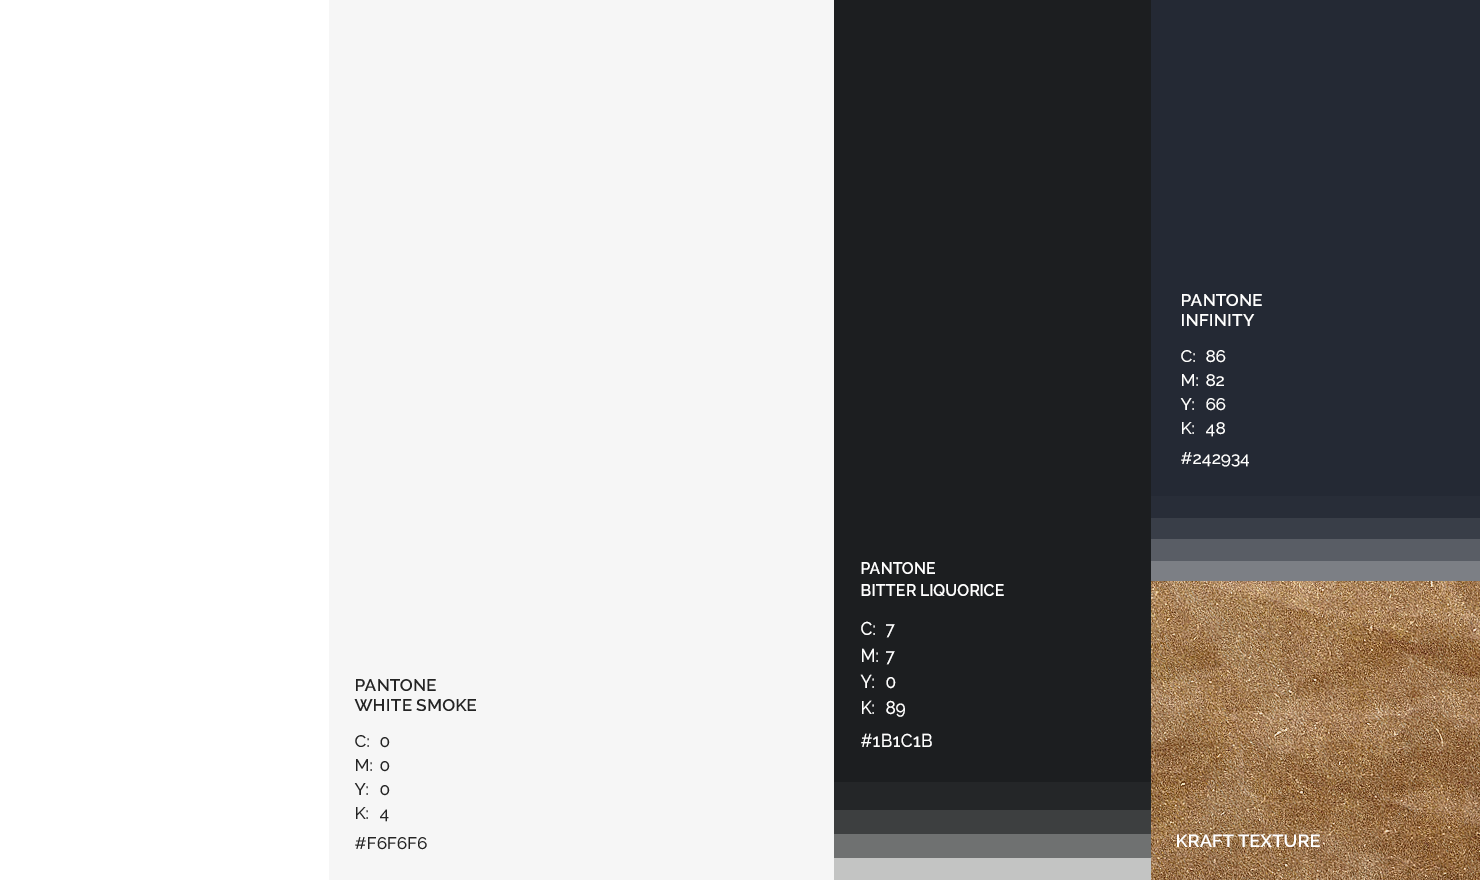 PANTONE
WHITE SMOKE
C: 0
M: 0
Y: 0
K: 4
#F6F6F6
PANTONE
BITTER LIQUORICE
C: 7
M: 7
Y: 0
K: 89
#1B1C1B
PANTONE
INFINITY
C: 86
M: 82
Y: 66
K: 48
#242934
KRAFT TEXTURE